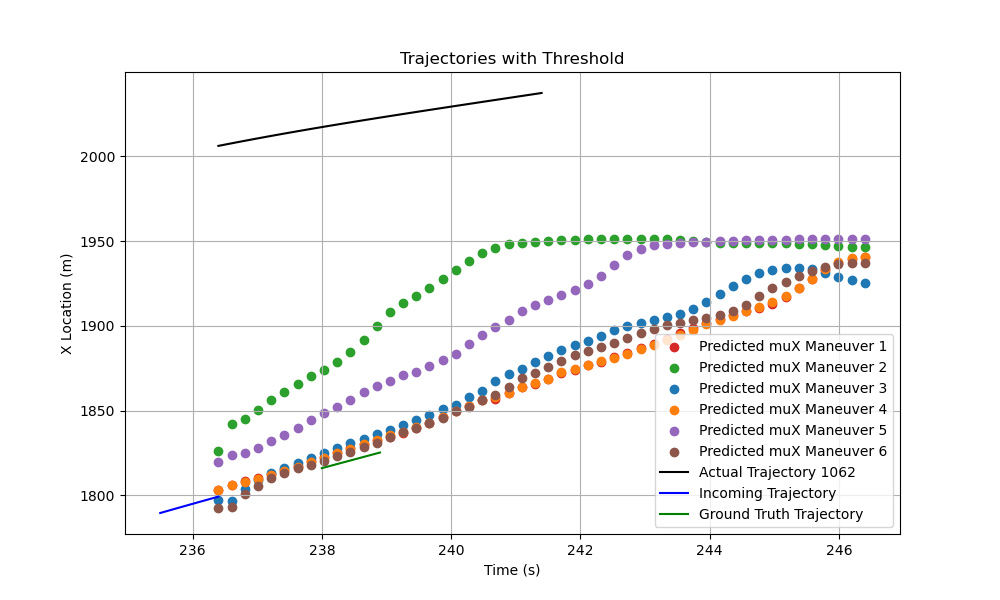 Trajectories with Threshold
X Location (m)
2000
1950
1900
1850
1800
236
238
240
242
244
246
Time (s)
Predicted muX Maneuver 1
Predicted muX Maneuver 2
Predicted muX Maneuver 3
Predicted muX Maneuver 4
Predicted muX Maneuver 5
Predicted muX Maneuver 6
Actual Trajectory 1062
Incoming Trajectory
Ground Truth Trajectory